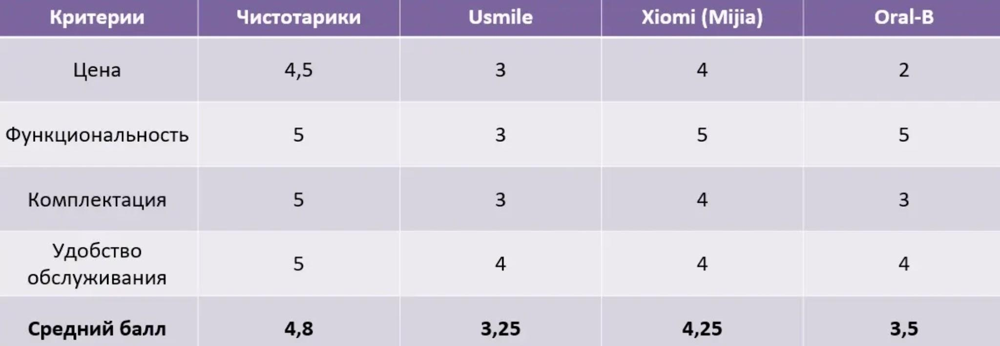 Критерии Чистотарики Usmile Xiomi (Mijia) Oral-B
Цена 4,5 3 4 2
Функциональность 5 3 5 5
Комплектация 5 3 4 3
Удобство
обслуживания 5 4 4 4
Средний балл 4,8 3,25 4,25 3,5